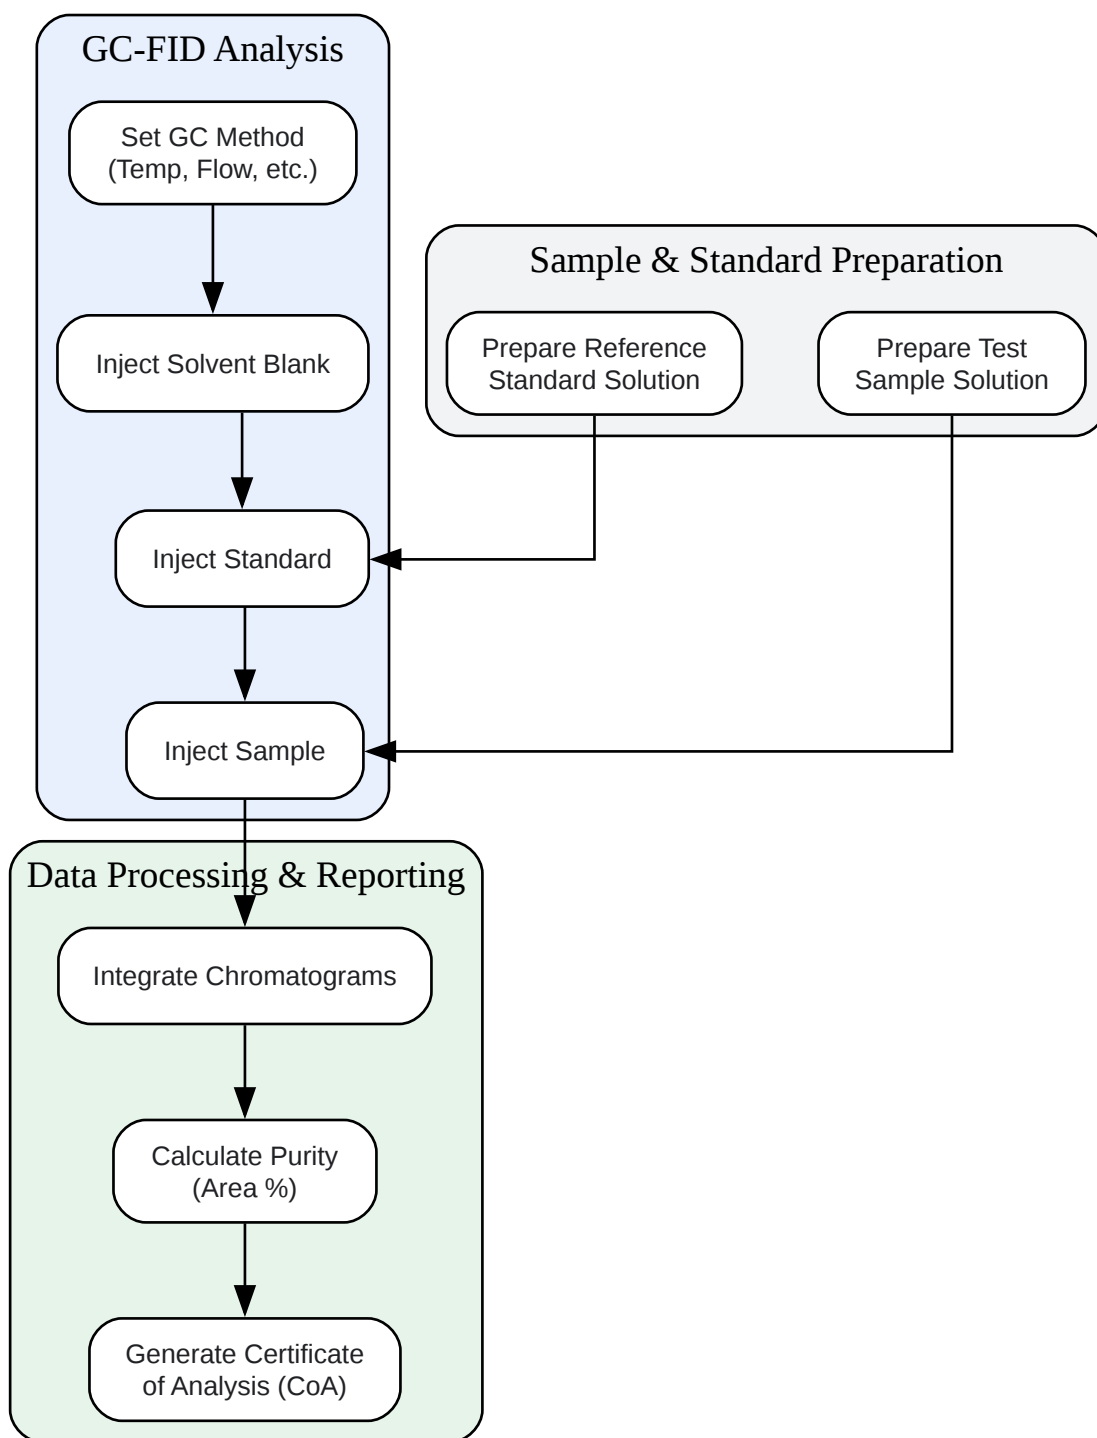 GC-FID Analysis
Set GC Method
(Temp, Flow, etc.)
Inject Solvent Blank
Inject Standard
Inject Sample
Sample & Standard Preparation
Prepare Reference
Standard Solution
Prepare Test
Sample Solution
Data Processing & Reporting
Integrate Chromatograms
Calculate Purity
(Area %)
Generate Certificate
of Analysis (CoA)